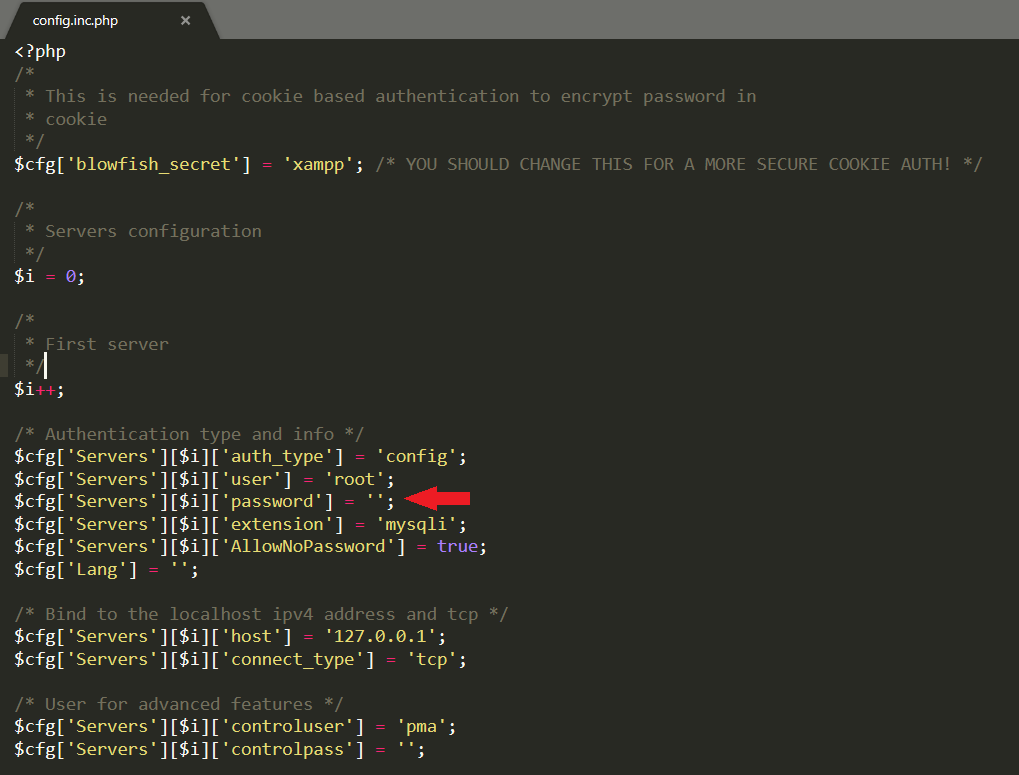 config.inc.php ×
<?php
/*
* This is needed for cookie based authentication to encrypt password in
* cookie
*/
$cfg['blowfish_secret'] = 'xampp'; /* YOU SHOULD CHANGE THIS FOR A MORE SECURE COOKIE AUTH! */
/*
* Servers configuration
*/
$i = 0;
/*
* First server
*/
$i++;
/* Authentication type and info */
$cfg['Servers'][$i]['auth_type'] = 'config';
$cfg['Servers'][$i]['user'] = 'root';
$cfg['Servers'][$i]['password'] = '';
$cfg['Servers'][$i]['extension'] = 'mysqli';
$cfg['Servers'][$i]['AllowNoPassword'] = true;
$cfg['Lang'] = '';
/* Bind to the localhost ipv4 address and tcp */
$cfg['Servers'][$i]['host'] = '127.0.0.1';
$cfg['Servers'][$i]['connect_type'] = 'tcp';
/* User for advanced features */
$cfg['Servers'][$i]['controluser'] = 'pma';
$cfg['Servers'][$i]['controlpass'] = '';